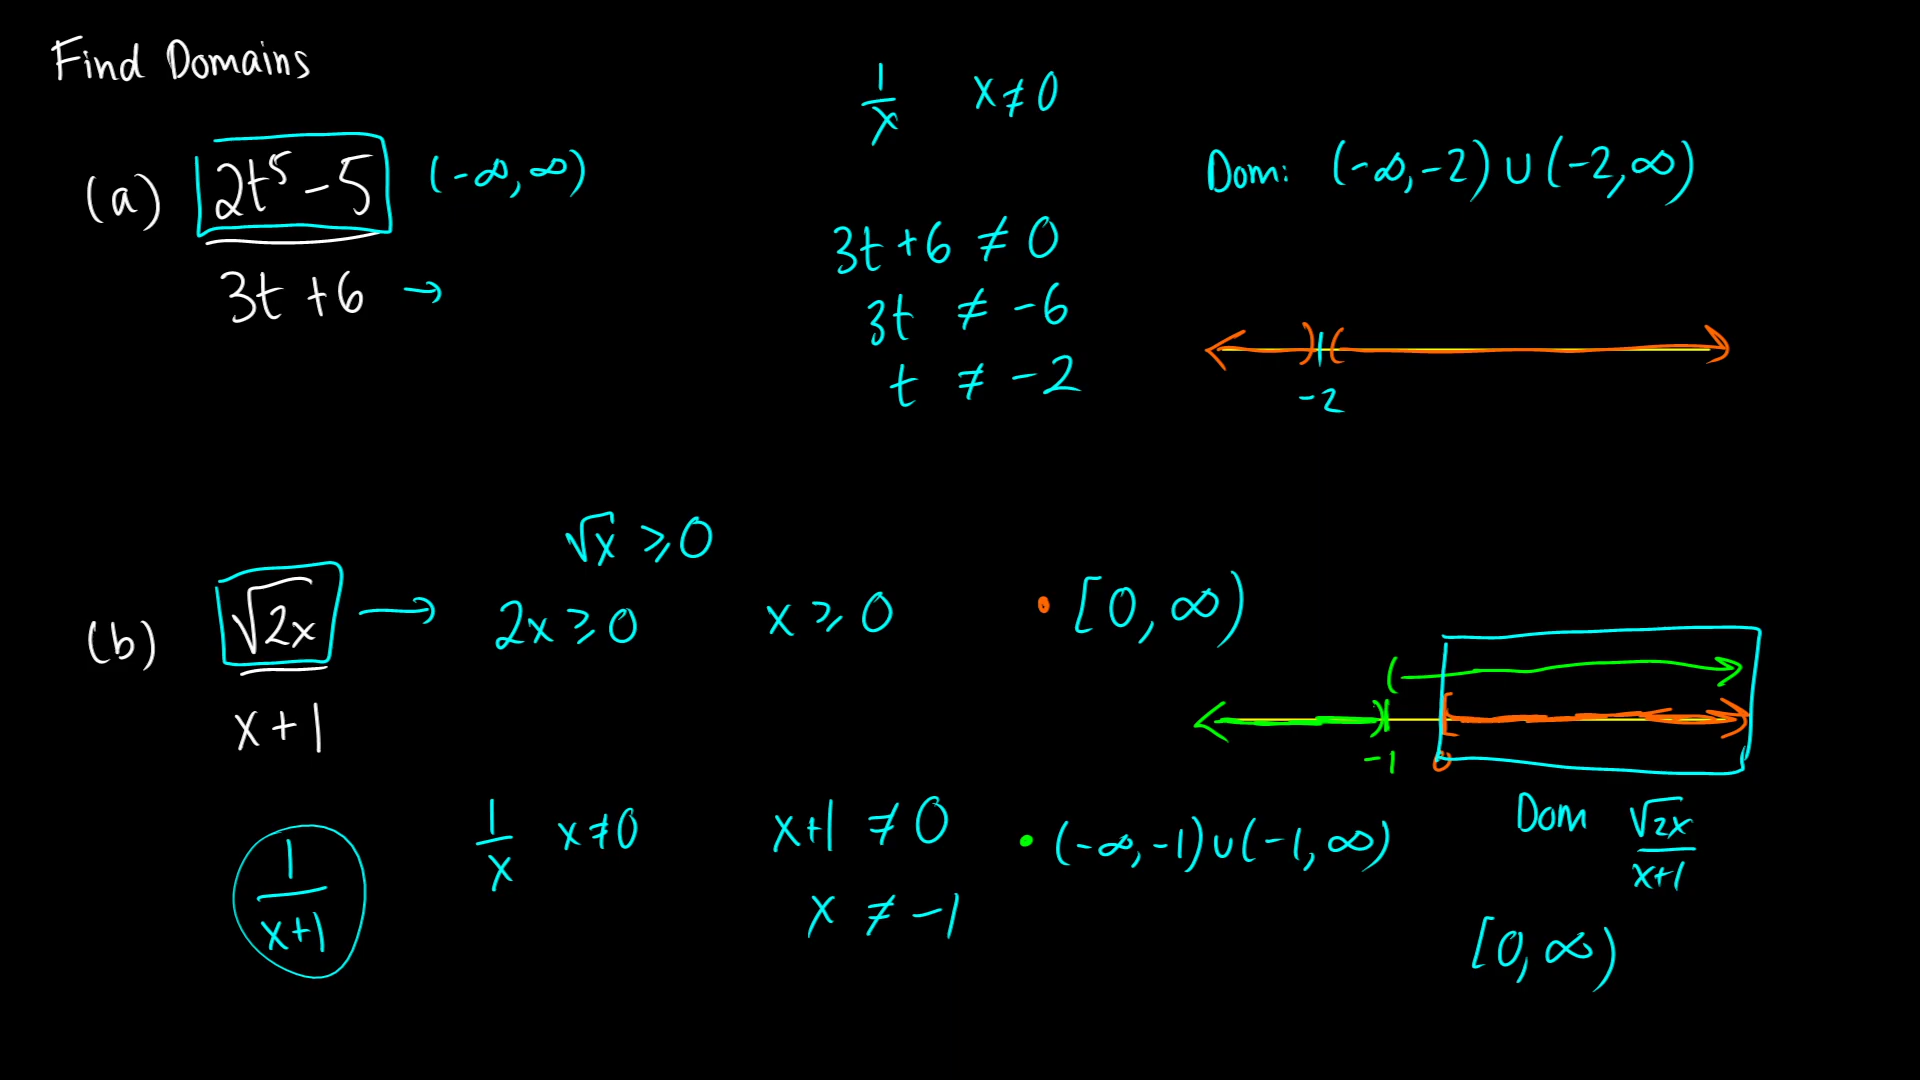 Find Domains
(a) 2t⁵ - 5 (-∞, ∞)
3t + 6 →
1/x x ≠ 0
3t + 6 ≠ 0
3t ≠ -6
t ≠ -2
Dom: (-∞, -2) ∪ (-2, ∞)
-2
(b) √2x →
x + 1
√x ≥ 0
2x ≥ 0 x ≥ 0 • [0, ∞)
-1 0
1/(x+1)
1/x x ≠ 0 x+1 ≠ 0 • (-∞, -1) ∪ (-1, ∞)
x ≠ -1
Dom √2x/(x+1)
[0, ∞)